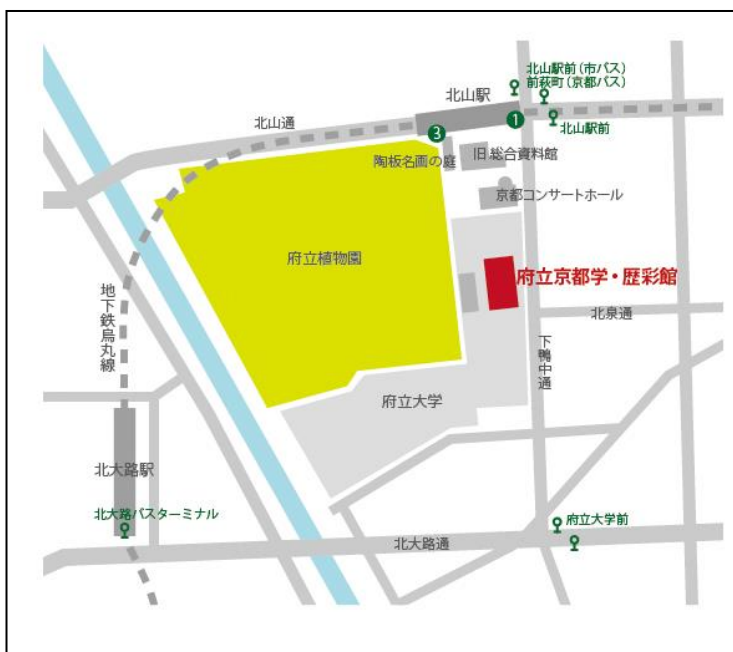 北山駅前(市バス)
前萩町(京都バス)
北山駅
北山通
1
3
北山駅前
陶板名画の庭
旧 総合資料館
京都コンサートホール
府立植物園
府立京都学・歴彩館
地下鉄烏丸線
北泉通
下鴨中通
府立大学
北大路駅
北大路バスターミナル
府立大学前
北大路通